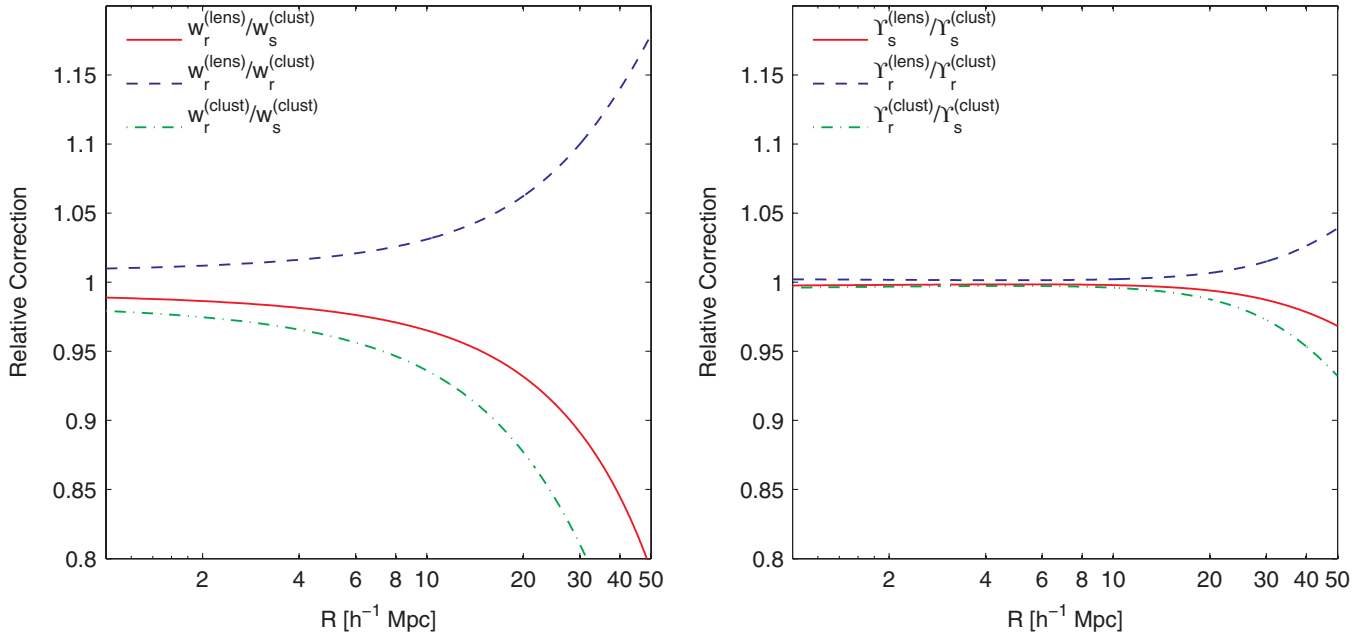 w_r^(lens)/w_s^(clust)
w_r^(lens)/w_r^(clust)
w_r^(clust)/w_s^(clust)
1.15
1.1
1.05
1
0.95
0.9
0.85
0.8
Relative Correction
2 4 6 8 10 20 30 40 50
R [h^−1 Mpc]
ϒ_s^(lens)/ϒ_s^(clust)
ϒ_r^(lens)/ϒ_r^(clust)
ϒ_r^(clust)/ϒ_s^(clust)
1.15
1.1
1.05
1
0.95
0.9
0.85
0.8
Relative Correction
2 4 6 8 10 20 30 40 50
R [h^−1 Mpc]